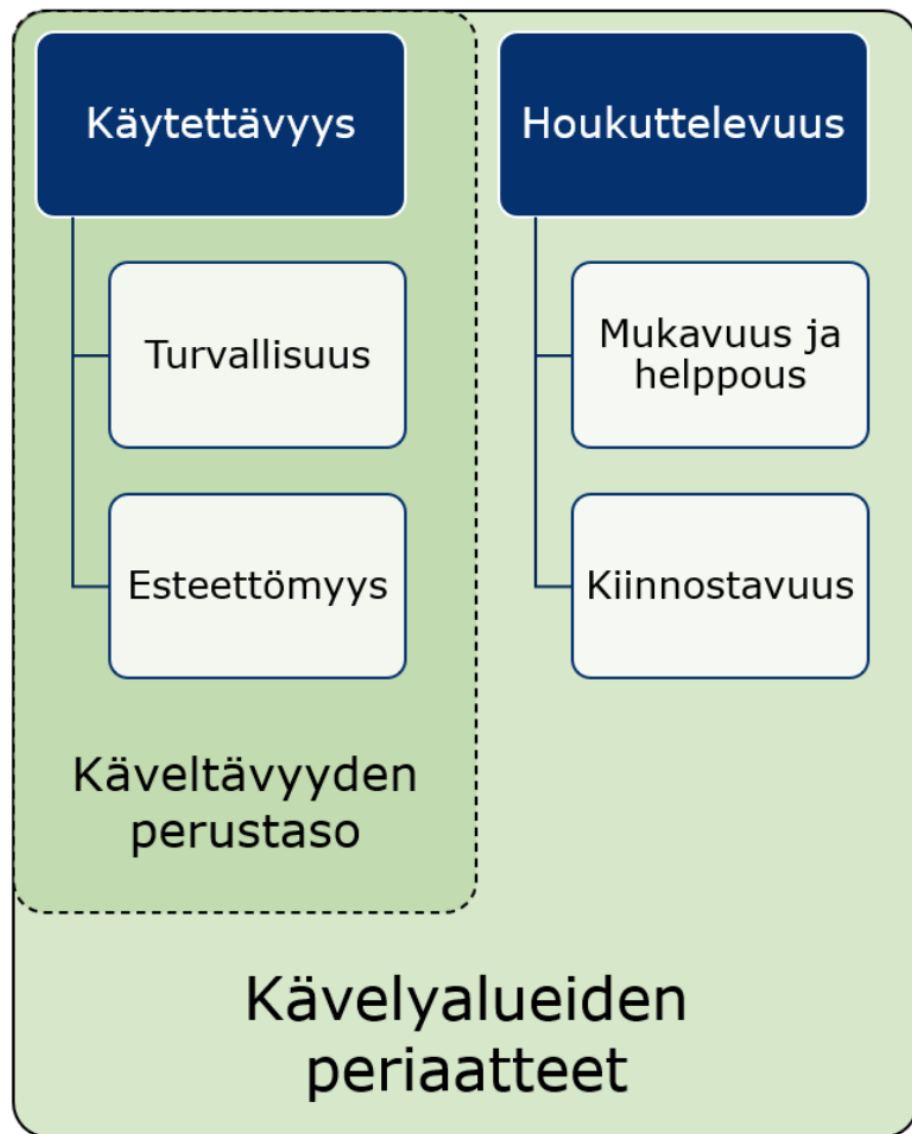 Käytettävyys
Turvallisuus
Esteettömyys
Käveltävyyden
perustaso
Houkuttelevuus
Mukavuus ja
helppous
Kiinnostavuus
Kävelyalueiden
periaatteet